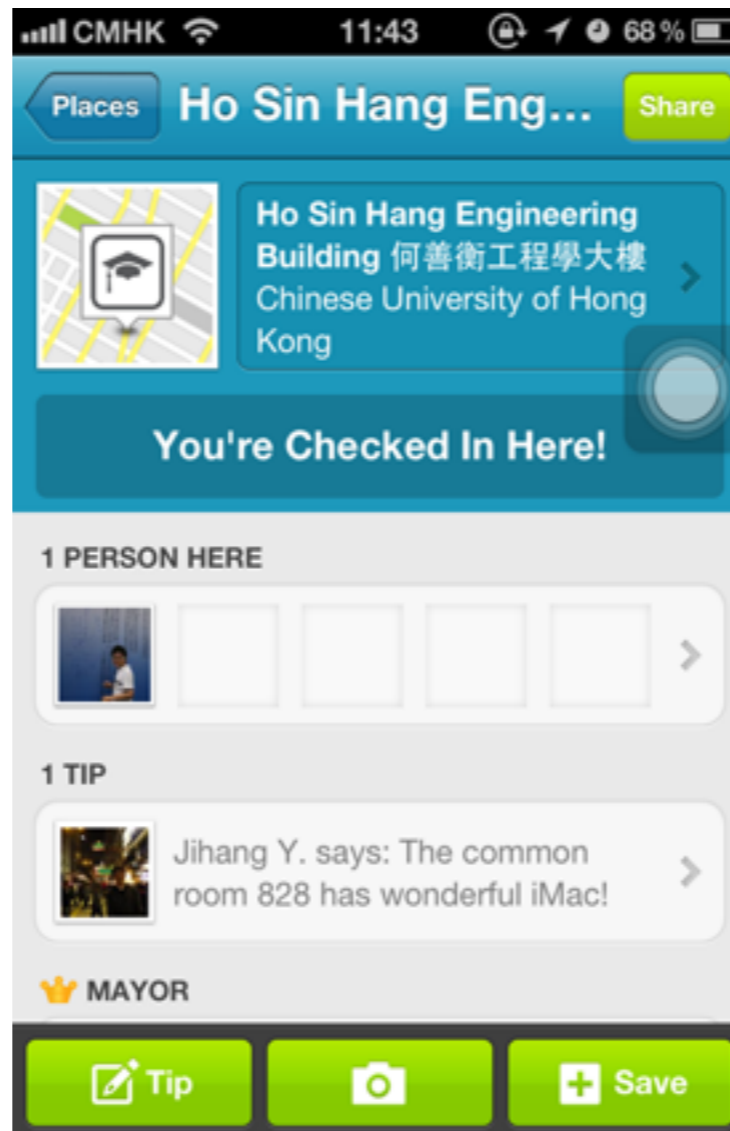 CMHK 11:43 68%
Places Ho Sin Hang Eng... Share
Ho Sin Hang Engineering
Building 何善衡工程學大樓
Chinese University of Hong
Kong
You're Checked In Here!
1 PERSON HERE
1 TIP
Jihang Y. says: The common
room 828 has wonderful iMac!
MAYOR
Tip Save